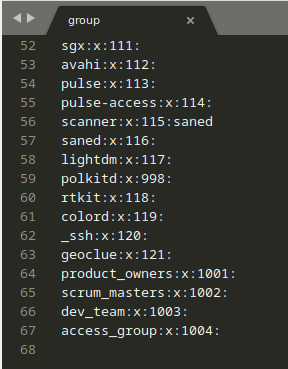 group ×
52 sgx:x:111:
53 avahi:x:112:
54 pulse:x:113:
55 pulse-access:x:114:
56 scanner:x:115:saned
57 saned:x:116:
58 lightdm:x:117:
59 polkitd:x:998:
60 rtkit:x:118:
61 colord:x:119:
62 _ssh:x:120:
63 geoclue:x:121:
64 product_owners:x:1001:
65 scrum_masters:x:1002:
66 dev_team:x:1003:
67 access_group:x:1004:
68